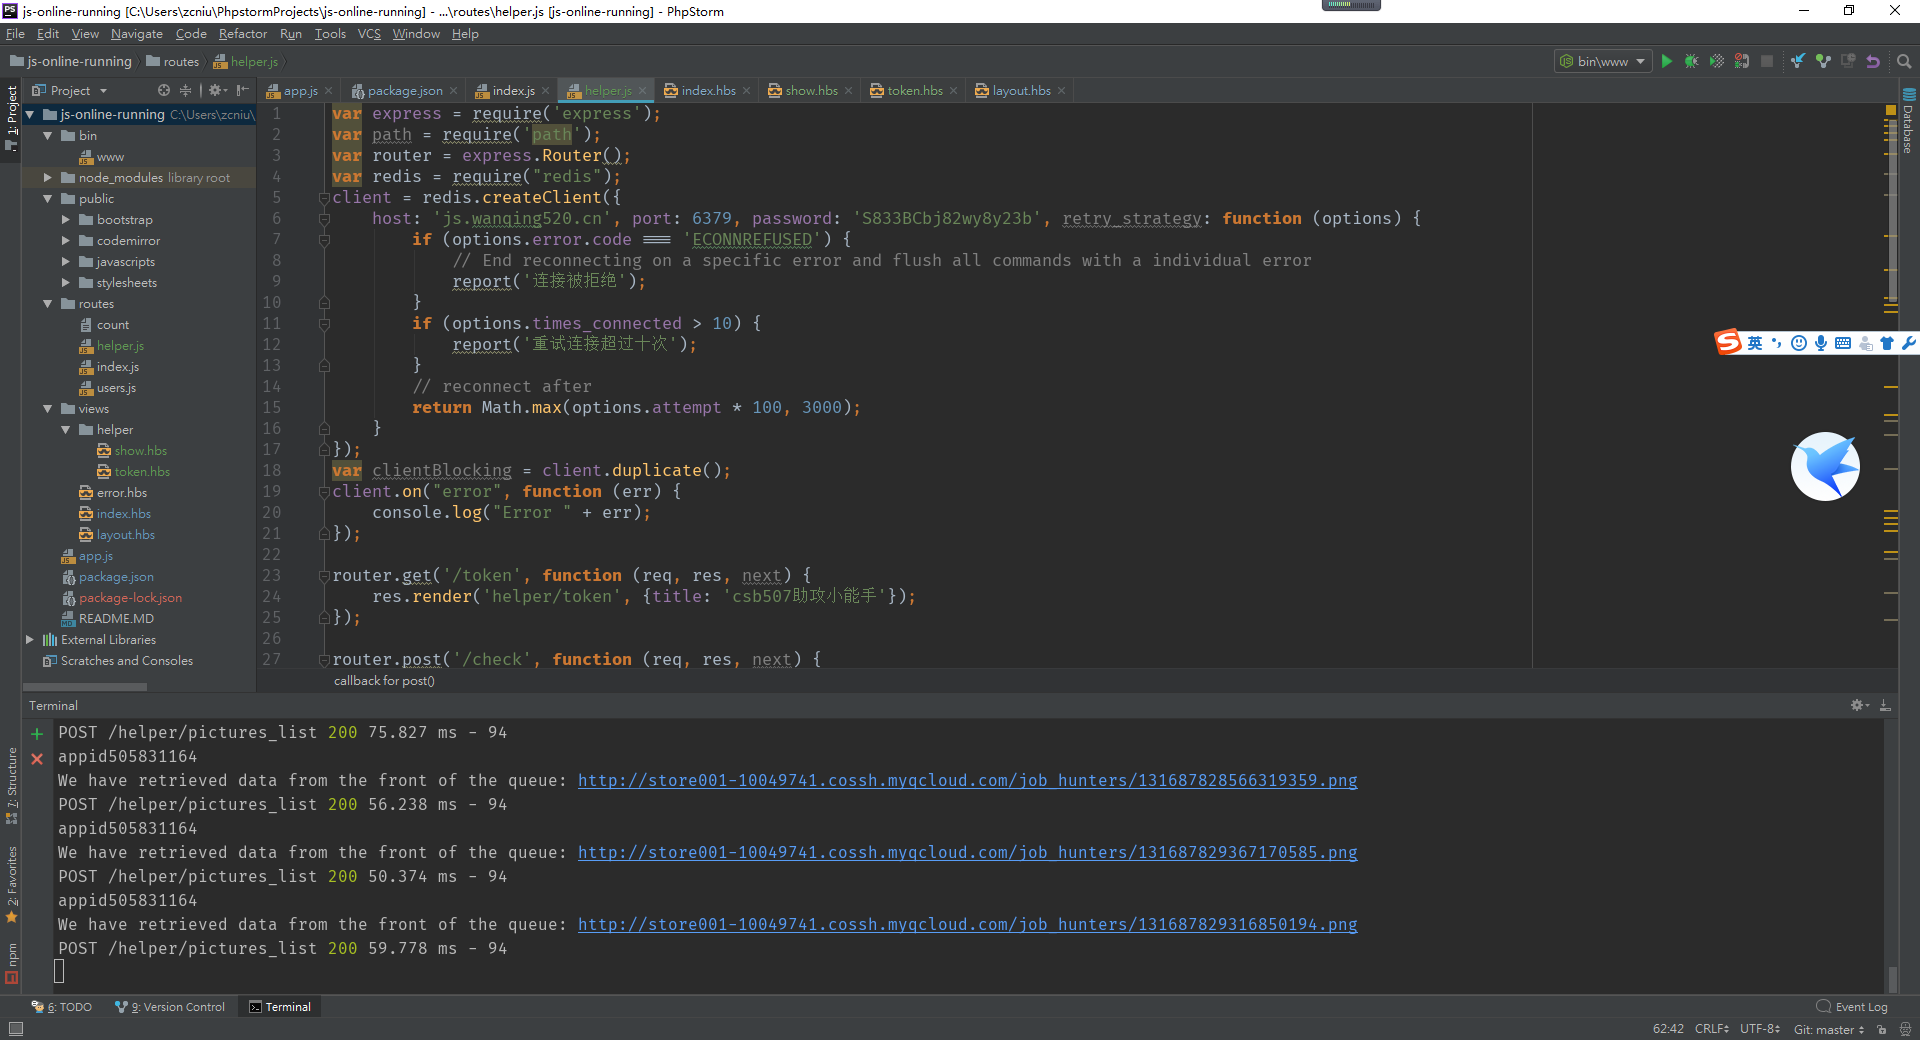 js-online-running [C:\Users\zcniu\PhpstormProjects\js-online-running] - ...\routes\helper.js [js-online-running] - PhpStorm
File Edit View Navigate Code Refactor Run Tools VCS Window Help
js-online-running routes helper.js
bin\www
Project
app.js package.json index.js helper.js index.hbs show.hbs token.hbs layout.hbs
1: Project
Database
js-online-running C:\Users\zcniu\
bin
www
node_modules library root
public
bootstrap
codemirror
javascripts
stylesheets
routes
count
helper.js
index.js
users.js
views
helper
show.hbs
token.hbs
error.hbs
index.hbs
layout.hbs
app.js
package.json
package-lock.json
README.MD
External Libraries
Scratches and Consoles
1 var express = require('express');
2 var path = require('path');
3 var router = express.Router();
4 var redis = require("redis");
5 client = redis.createClient({
6 host: 'js.wanqing520.cn', port: 6379, password: 'S833BCbj82wy8y23b', retry_strategy: function (options) {
7 if (options.error.code === 'ECONNREFUSED') {
8 // End reconnecting on a specific error and flush all commands with a individual error
9 report('连接被拒绝');
10 }
11 if (options.times_connected > 10) {
12 report('重试连接超过十次');
13 }
14 // reconnect after
15 return Math.max(options.attempt * 100, 3000);
16 }
17 });
18 var clientBlocking = client.duplicate();
19 client.on("error", function (err) {
20 console.log("Error " + err);
21 });
22
23 router.get('/token', function (req, res, next) {
24 res.render('helper/token', {title: 'csb507助攻小能手'});
25 });
26
27 router.post('/check', function (req, res, next) {
callback for post()
英
Terminal
POST /helper/pictures_list 200 75.827 ms - 94
appid505831164
We have retrieved data from the front of the queue: http://store001-10049741.cossh.myqcloud.com/job_hunters/131687828566319359.png
POST /helper/pictures_list 200 56.238 ms - 94
appid505831164
We have retrieved data from the front of the queue: http://store001-10049741.cossh.myqcloud.com/job_hunters/131687829367170585.png
POST /helper/pictures_list 200 50.374 ms - 94
appid505831164
We have retrieved data from the front of the queue: http://store001-10049741.cossh.myqcloud.com/job_hunters/131687829316850194.png
POST /helper/pictures_list 200 59.778 ms - 94
7: Structure
2: Favorites
npm
6: TODO 9: Version Control Terminal Event Log
62:42 CRLF UTF-8 Git: master